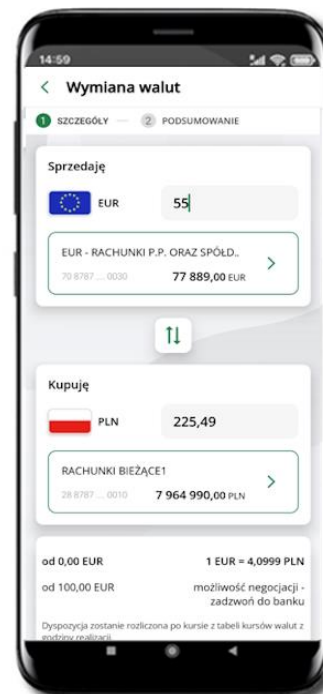 14:59
Wymiana walut
1 SZCZEGÓŁY 2 PODSUMOWANIE
Sprzedaję
EUR 55
EUR - RACHUNKI P.P. ORAZ SPÓŁD..
70 8787 ... 0030 77 889,00 EUR
Kupuję
PLN 225,49
RACHUNKI BIEŻĄCE1
28 8787 ... 0010 7 964 990,00 PLN
od 0,00 EUR 1 EUR = 4,0999 PLN
od 100,00 EUR możliwość negocjacji -
zadzwoń do banku
Dyspozycja zostanie rozliczona po kursie z tabeli kursów walut z
godziny realizacji.